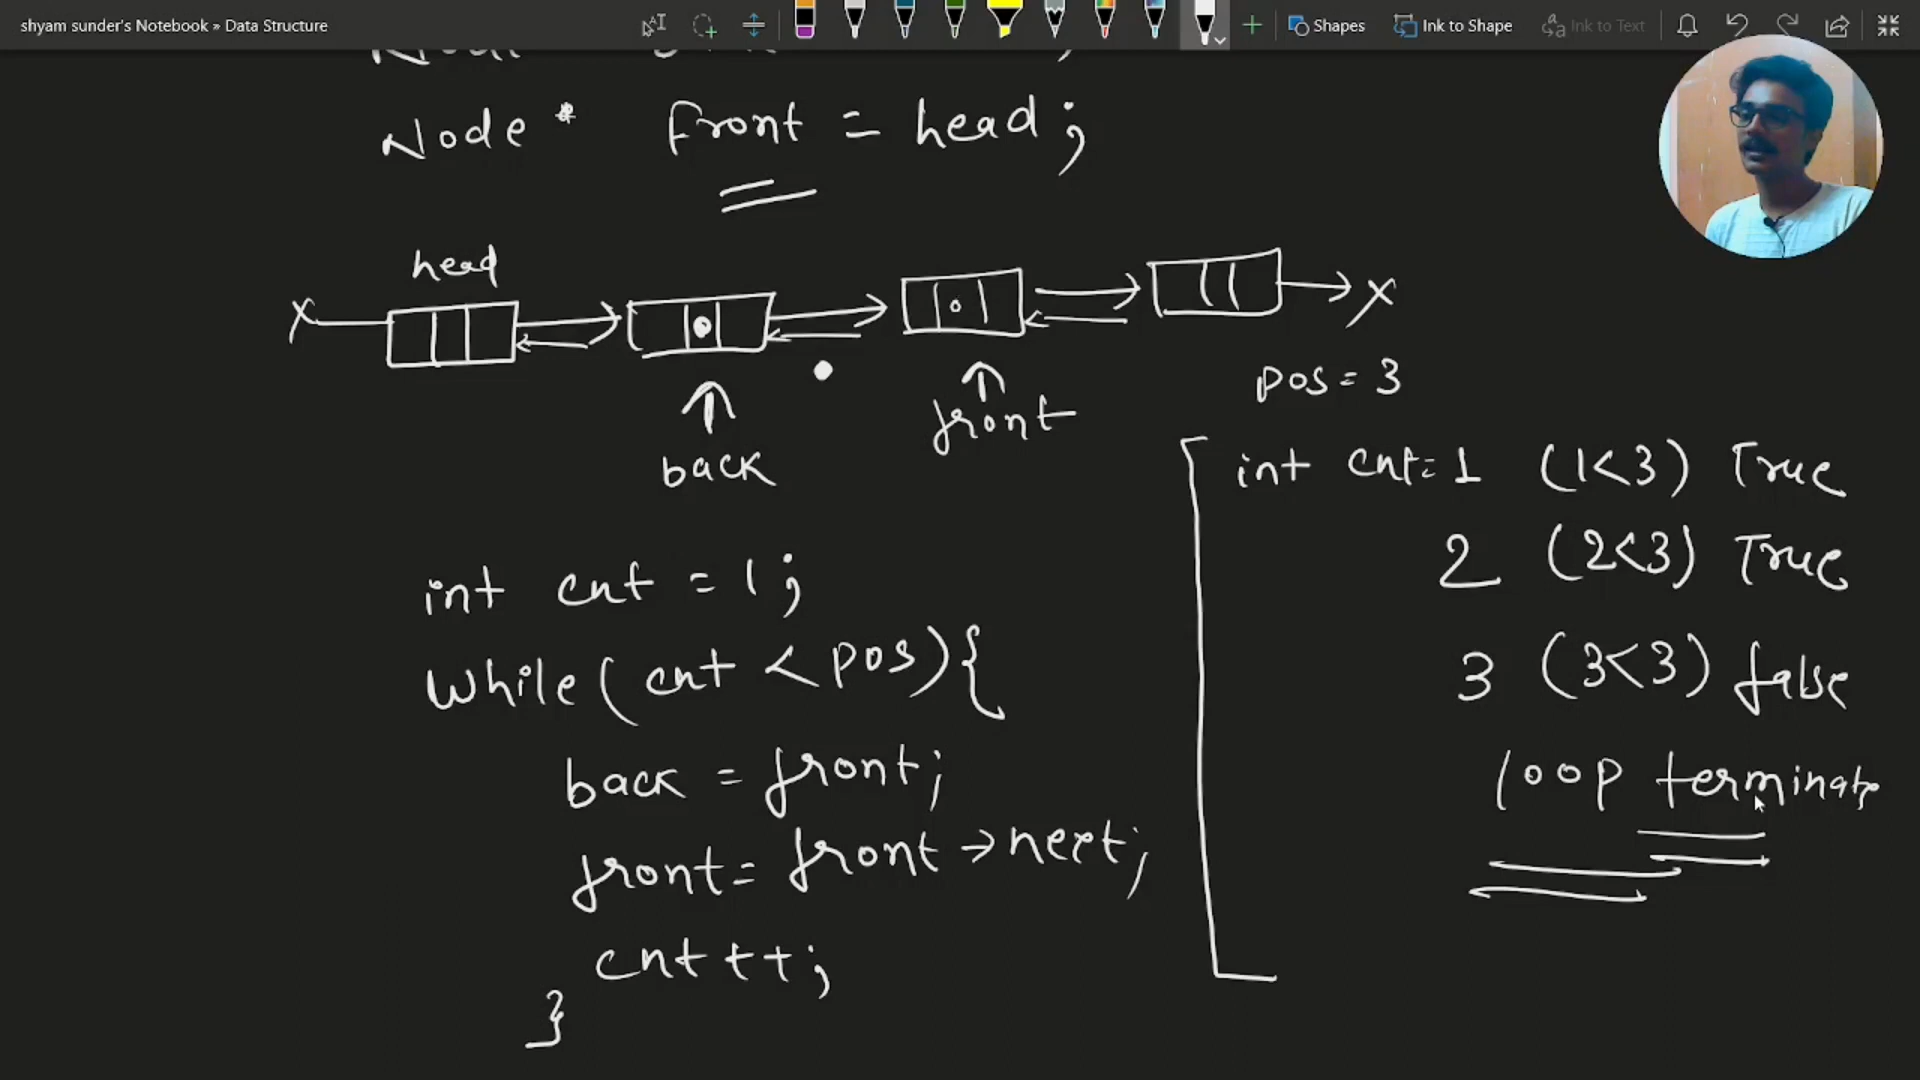 shyam sunder's Notebook » Data Structure
Shapes Ink to Shape Ink to Text
Node * front = head;
head
x
x
back
front
pos = 3
int cnt = 1;
while(cnt < pos){
back = front;
front = front → next;
cnt ++;
}
int cnt = 1 (1<3) True
2 (2<3) True
3 (3<3) false
loop terminate